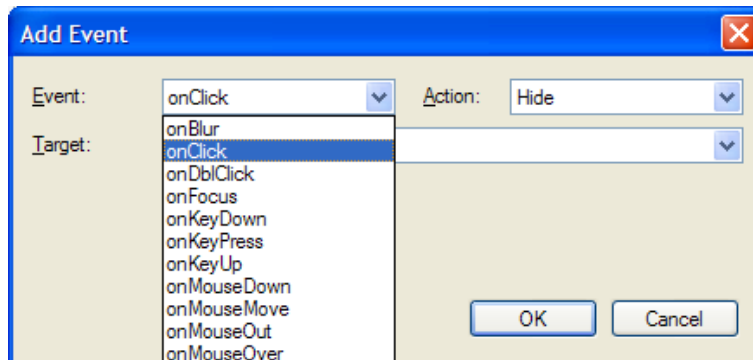 Add Event
Event: onClick Action: Hide
Target:
onBlur
onClick
onDblClick
onFocus
onKeyDown
onKeyPress
onKeyUp
onMouseDown
onMouseMove
onMouseOut
onMouseOver
OK Cancel